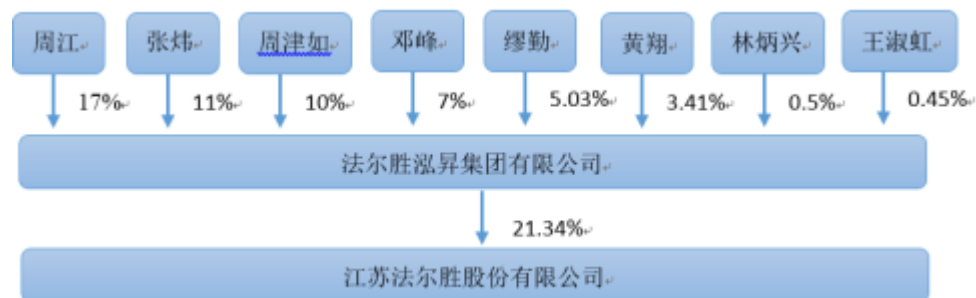 周江 张炜 周津如 邓峰 缪勤 黄翔 林炳兴 王淑虹
17% 11% 10% 7% 5.03% 3.41% 0.5% 0.45%
法尔胜泓昇集团有限公司
21.34%
江苏法尔胜股份有限公司